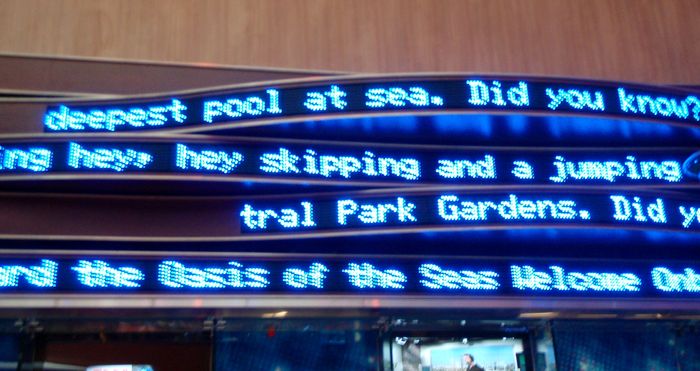 deepest pool at sea. Did you know?
ing hey, hey skipping and a jumping
tral Park Gardens. Did y
ard the Oasis of the Seas Welcome Onb